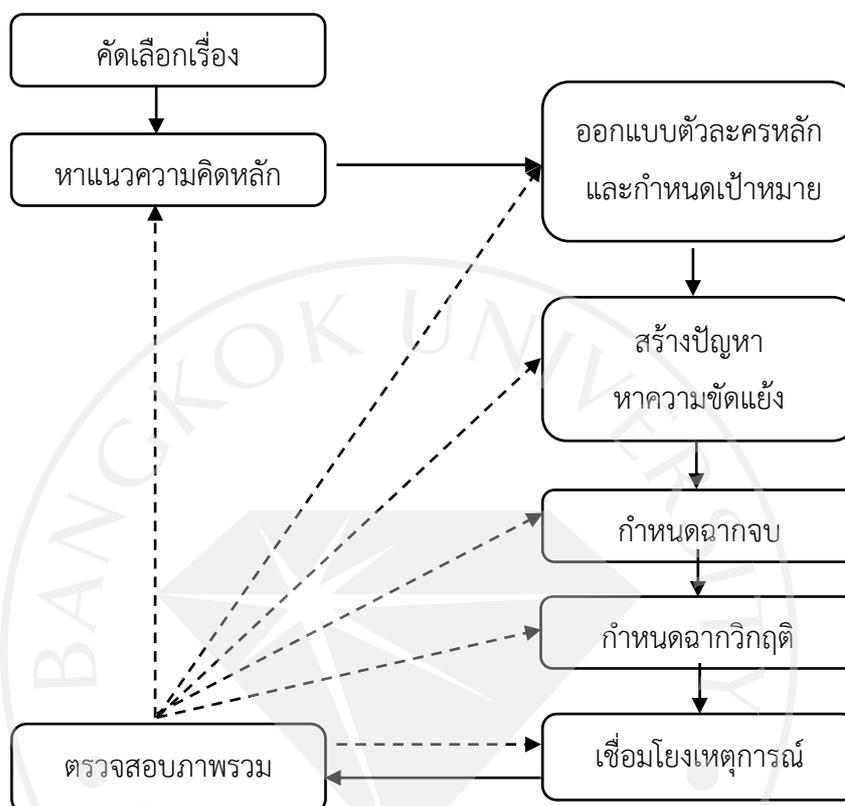 คัดเลือกเรื่อง
หาแนวความคิดหลัก
ออกแบบตัวละครหลัก
และกำหนดเป้าหมาย
สร้างปัญหา
หาความขัดแย้ง
กำหนดฉากจบ
กำหนดฉากวิกฤติ
เชื่อมโยงเหตุการณ์
ตรวจสอบภาพรวม
BANGKOK UNIVERSITY